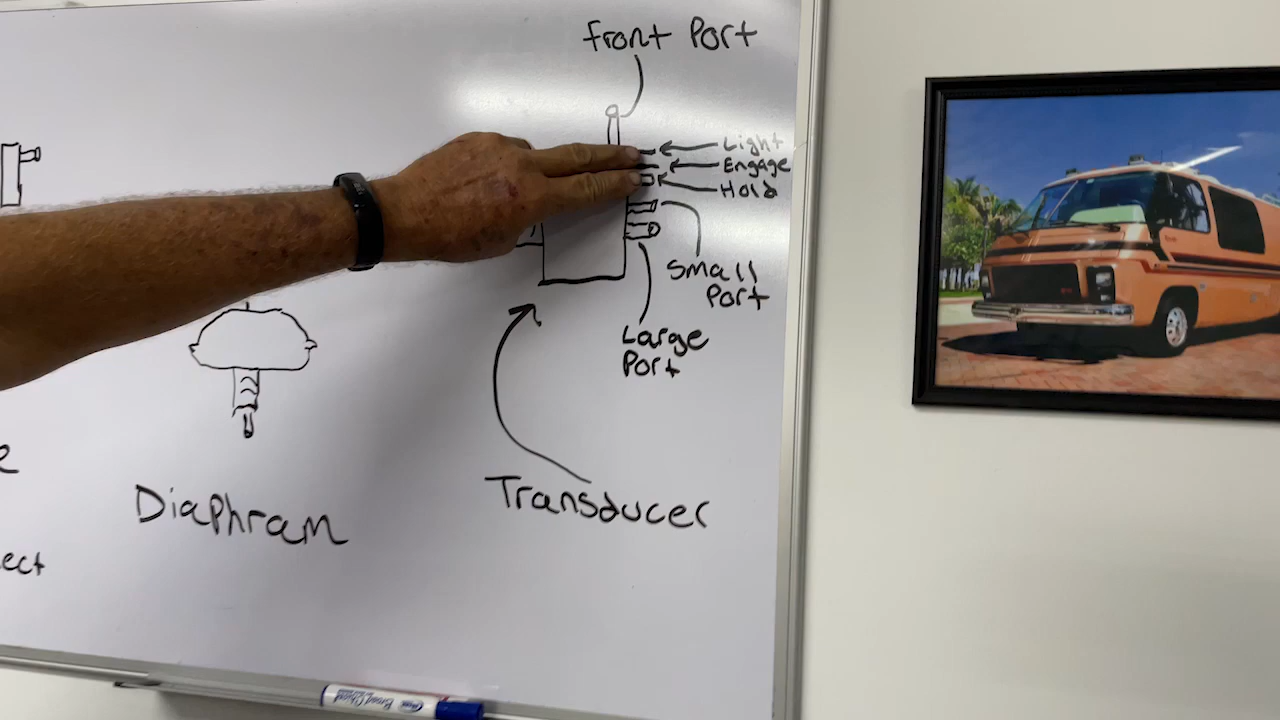 front Port
Light
Engage
Hold
Small
Port
Large
Port
Transducer
Diaphram
e
ect